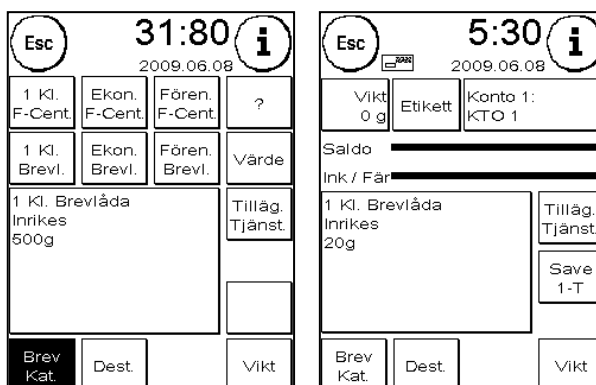 Esc
31:80
i
2009.06.08
1 Kl.
F-Cent.
Ekon.
F-Cent.
Fören.
F-Cent.
?
1 Kl.
Brevl.
Ekon.
Brevl.
Fören.
Brevl.
Värde
1 Kl. Brevlåda
Inrikes
500g
Tilläg.
Tjänst.
Brev
Kat.
Dest.
Vikt
Esc
5:30
i
2009.06.08
Vikt
0 g
Etikett
Konto 1:
KTO 1
Saldo
Ink / Fär
1 Kl. Brevlåda
Inrikes
20g
Tilläg.
Tjänst.
Save
1-T
Brev
Kat.
Dest.
Vikt